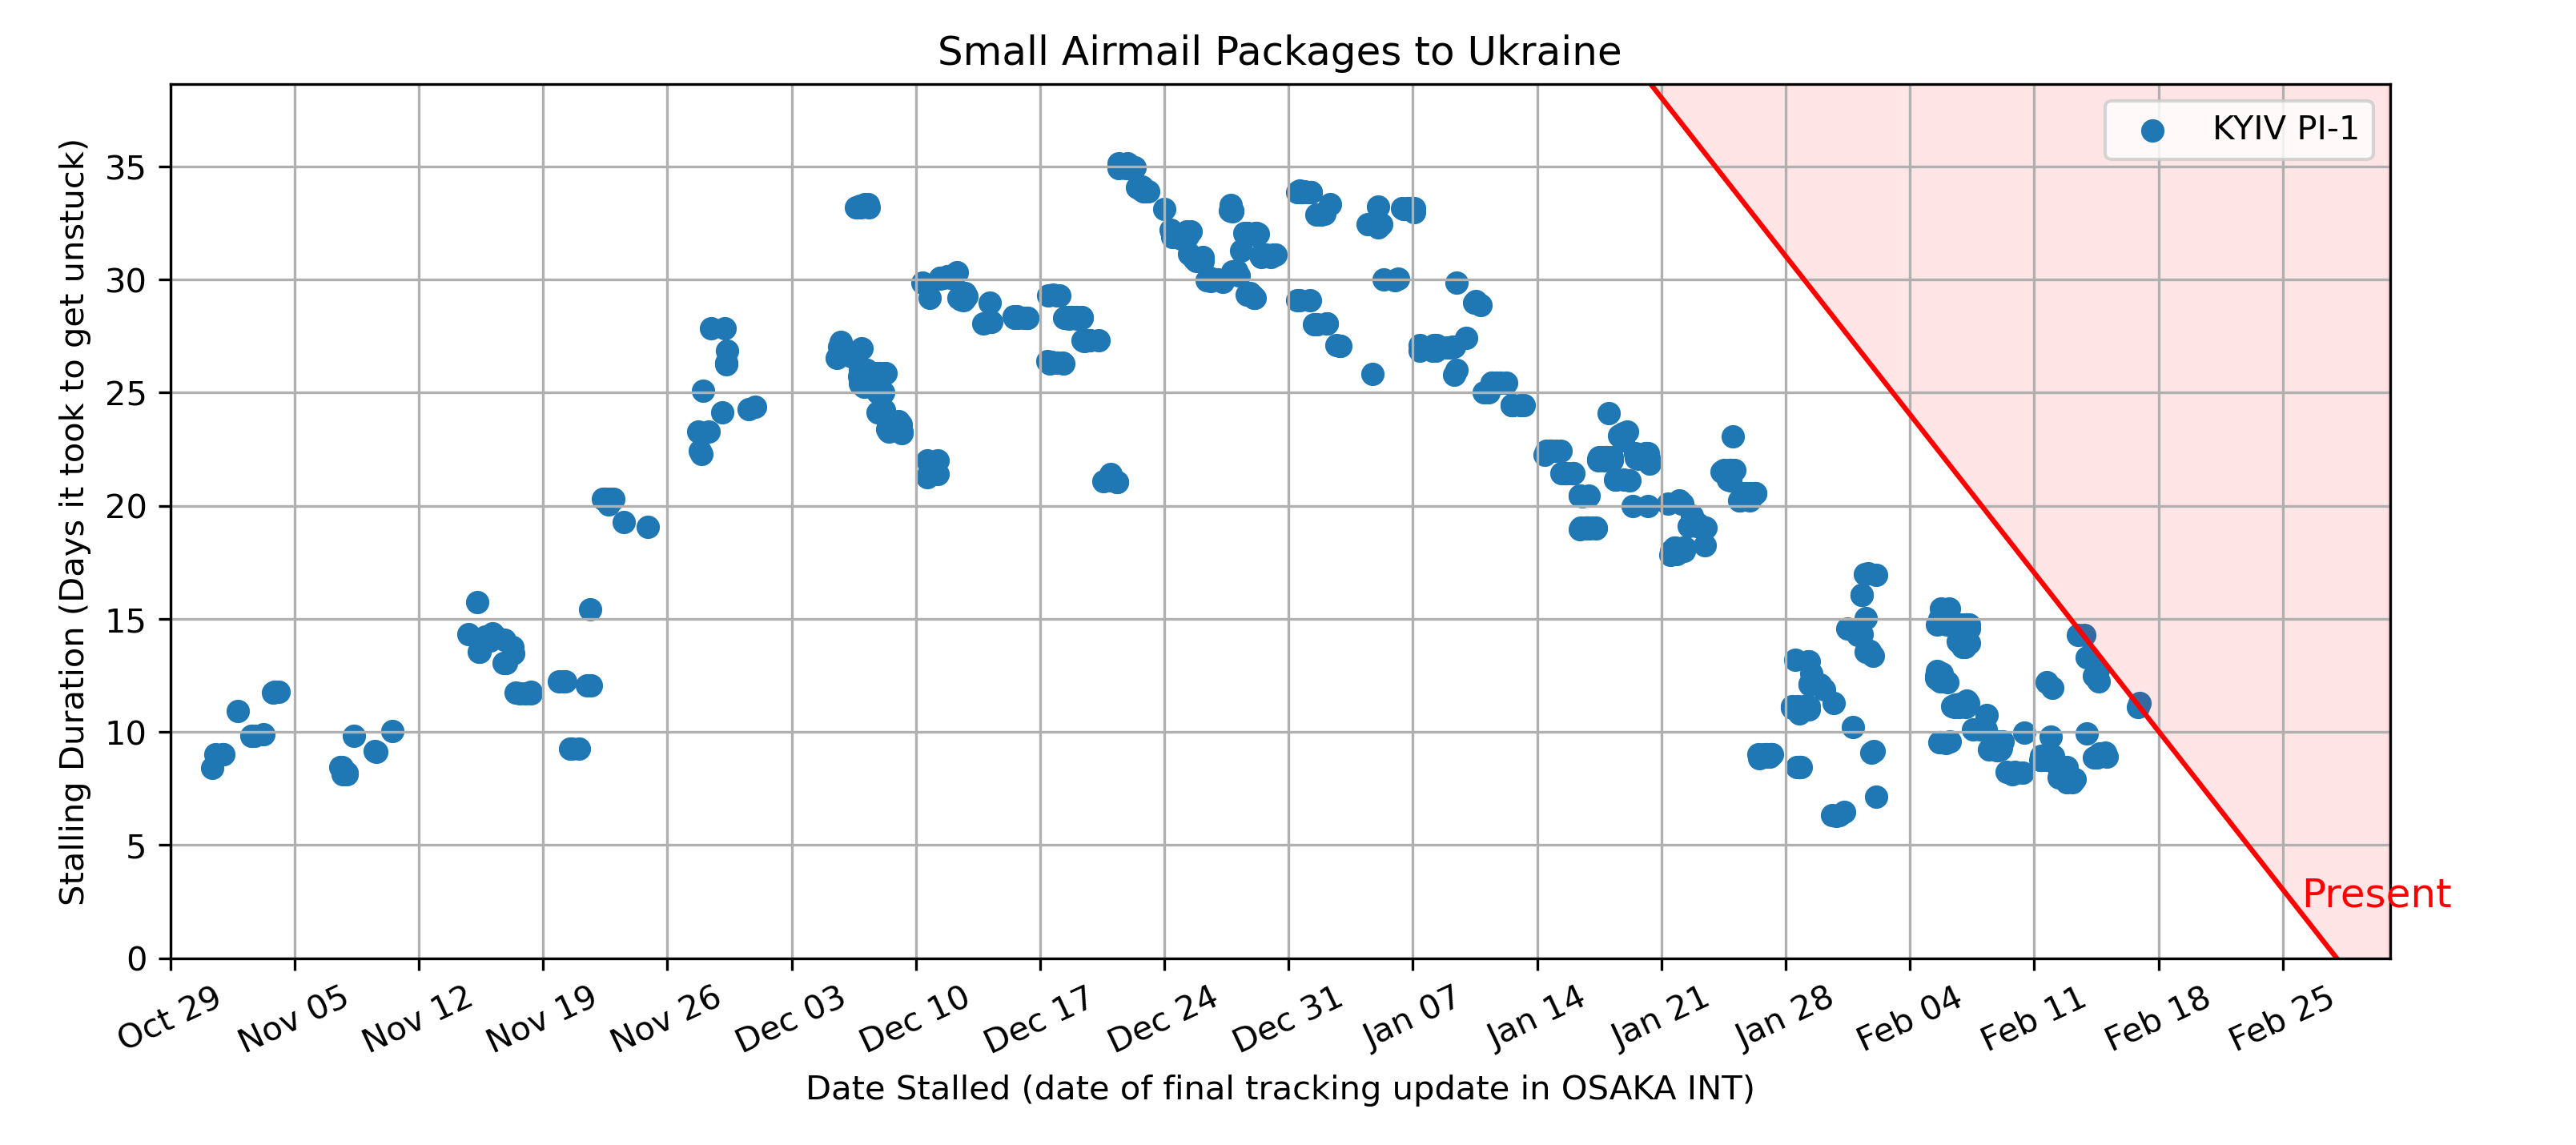 Small Airmail Packages to Ukraine
KYIV PI-1
Stalling Duration (Days it took to get unstuck)
35
30
25
20
15
10
5
0
Present
Oct 29
Nov 05
Nov 12
Nov 19
Nov 26
Dec 03
Dec 10
Dec 17
Dec 24
Dec 31
Jan 07
Jan 14
Jan 21
Jan 28
Feb 04
Feb 11
Feb 18
Feb 25
Date Stalled (date of final tracking update in OSAKA INT)